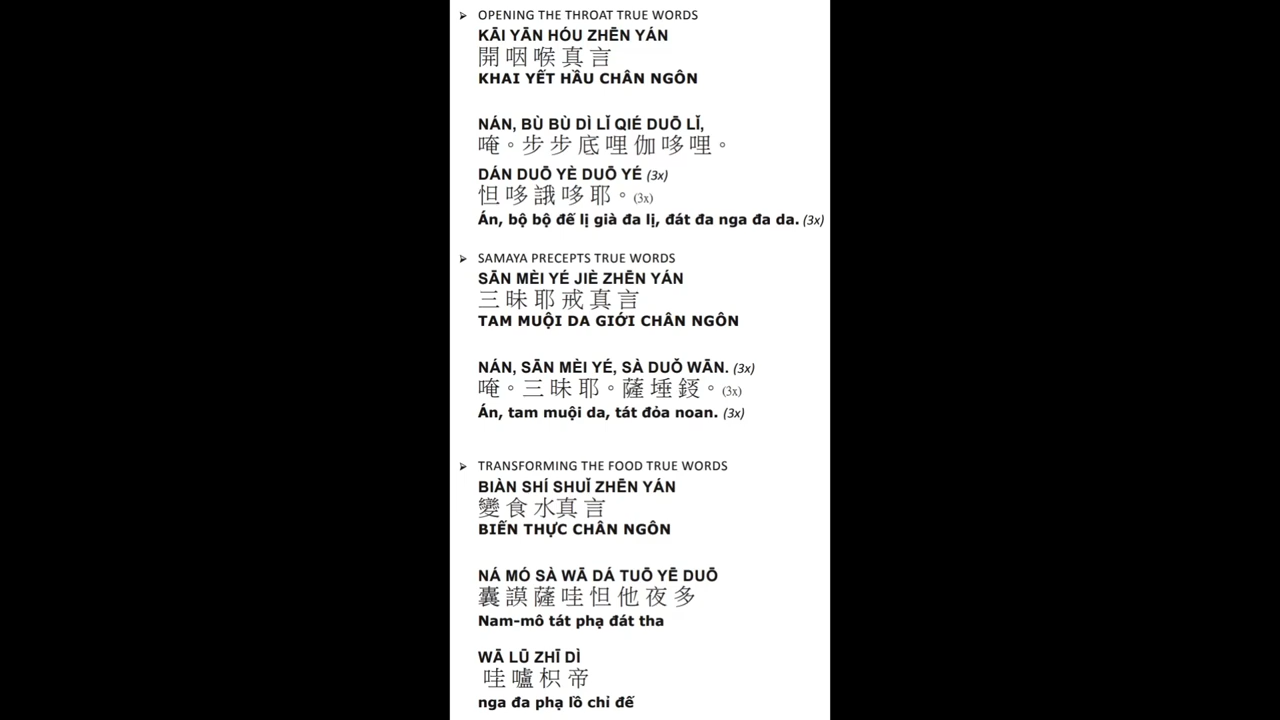 ➢ OPENING THE THROAT TRUE WORDS
KĀI YĀN HÓU ZHĒN YÁN
開咽喉真言
KHAI YẾT HẦU CHÂN NGÔN
NÁN, BÙ BÙ DÌ LǏ QIÉ DUŌ LǏ,
唵。步步底哩伽哆哩。
DÁN DUŌ YÈ DUŌ YÉ (3x)
怛哆誐哆耶。(3x)
Án, bộ bộ đế lị già đa lị, đát đa nga đa da. (3x)
➢ SAMAYA PRECEPTS TRUE WORDS
SĀN MÈI YÉ JIÈ ZHĒN YÁN
三昧耶戒真言
TAM MUỘI DA GIỚI CHÂN NGÔN
NÁN, SĀN MÈI YÉ, SÀ DUǑ WĀN. (3x)
唵。三昧耶。薩埵鋄。(3x)
Án, tam muội da, tát đỏa noan. (3x)
➢ TRANSFORMING THE FOOD TRUE WORDS
BIÀN SHÍ SHUǏ ZHĒN YÁN
變食水真言
BIẾN THỰC CHÂN NGÔN
NÁ MÓ SÀ WĀ DÁ TUŌ YĒ DUŌ
囊謨薩哇怛他夜多
Nam-mô tát phạ đát tha
WĀ LŪ ZHĪ DÌ
哇嚧枳帝
nga đa phạ lồ chỉ đế